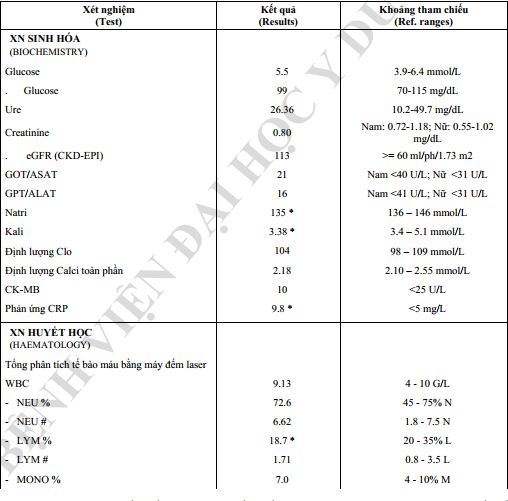 Xét nghiệm Kết quả Khoảng tham chiếu
(Test) (Results) (Ref. ranges)
XN SINH HÓA
(BIOCHEMISTRY)
Glucose 5.5 3.9-6.4 mmol/L
. Glucose 99 70-115 mg/dL
Ure 26.36 10.2-49.7 mg/dL
Creatinine 0.80 Nam: 0.72-1.18; Nữ: 0.55-1.02
mg/dL
. eGFR (CKD-EPI) 113 >= 60 ml/ph/1.73 m2
GOT/ASAT 21 Nam <40 U/L; Nữ <31 U/L
GPT/ALAT 16 Nam <41 U/L; Nữ <31 U/L
Natri 135 * 136 – 146 mmol/L
Kali 3.38 * 3.4 – 5.1 mmol/L
Định lượng Clo 104 98 – 109 mmol/L
Định lượng Calci toàn phần 2.18 2.10 – 2.55 mmol/L
CK-MB 10 <25 U/L
Phản ứng CRP 9.8 * <5 mg/L
XN HUYẾT HỌC
(HAEMATOLOGY)
Tổng phân tích tế bào máu bằng máy đếm laser
WBC 9.13 4 - 10 G/L
- NEU % 72.6 45 - 75% N
- NEU # 6.62 1.8 - 7.5 N
- LYM % 18.7 * 20 - 35% L
- LYM # 1.71 0.8 - 3.5 L
- MONO % 7.0 4 - 10% M
BỆNH VIỆN ĐẠI HỌC Y DƯ